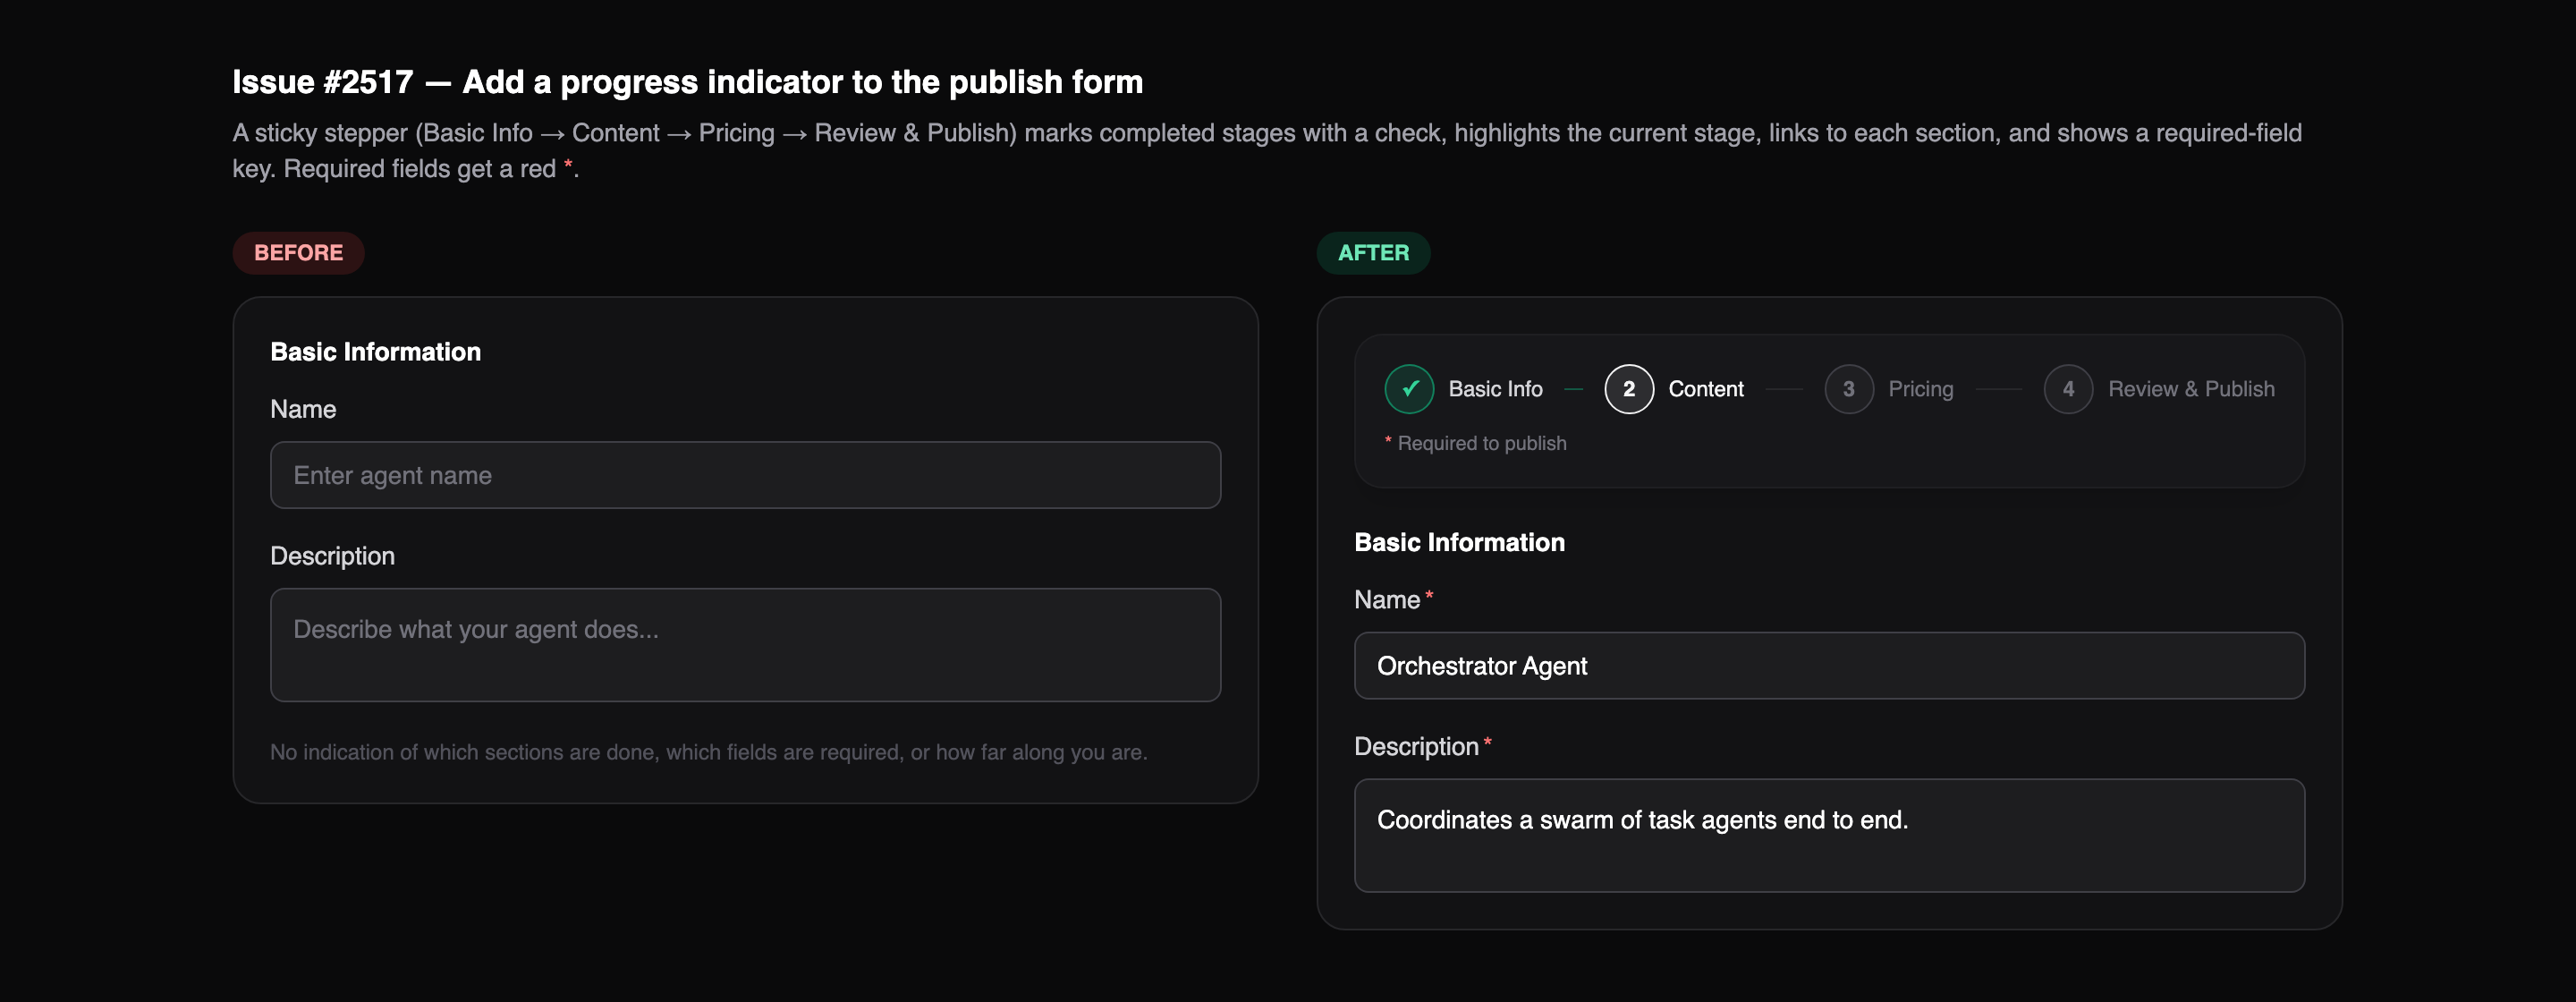 Issue #2517 — Add a progress indicator to the publish form
A sticky stepper (Basic Info → Content → Pricing → Review & Publish) marks completed stages with a check, highlights the current stage, links to each section, and shows a required-field
key. Required fields get a red *.
BEFORE
Basic Information
Name
Enter agent name
Description
Describe what your agent does...
No indication of which sections are done, which fields are required, or how far along you are.
AFTER
✓ Basic Info — 2 Content — 3 Pricing — 4 Review & Publish
* Required to publish
Basic Information
Name *
Orchestrator Agent
Description *
Coordinates a swarm of task agents end to end.